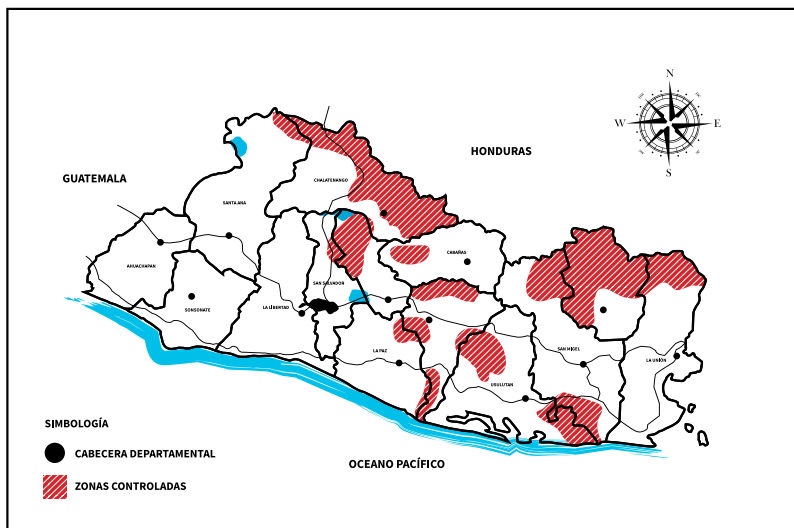 N
W
E
S
HONDURAS
GUATEMALA
CHALATENANGO
SANTA ANA
CABAÑAS
AHUACHAPAN
SAN SALVADOR
SONSONATE
LA LIBERTAD
LA PAZ
SAN MIGEL
LA UNIÓN
USULUTAN
SIMBOLOGÍA
CABECERA DEPARTAMENTAL
OCEANO PACÍFICO
ZONAS CONTROLADAS